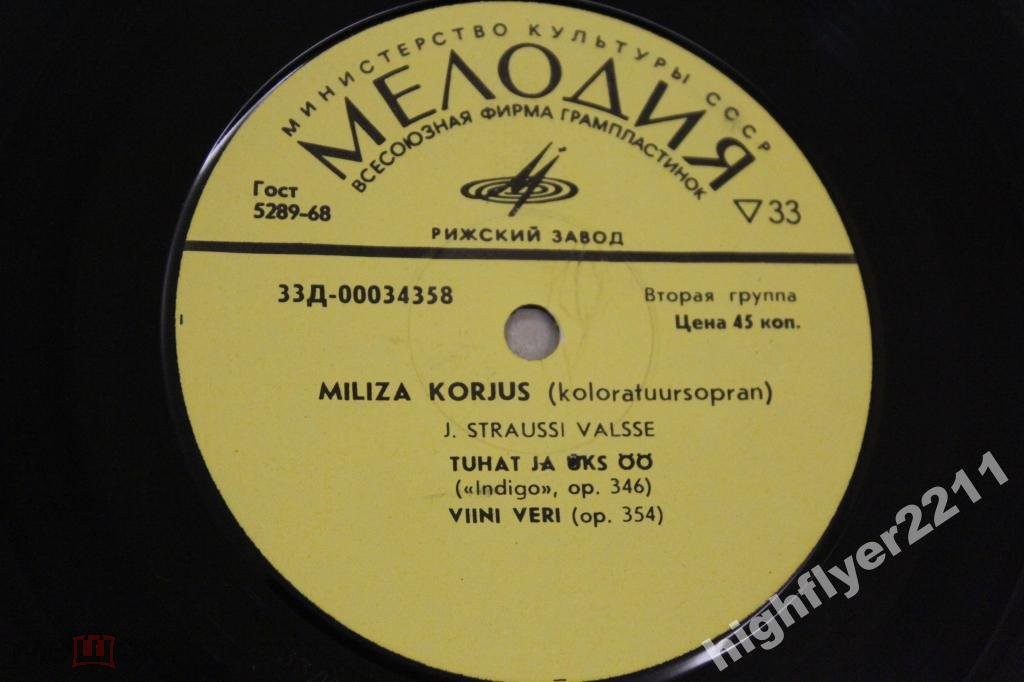 МИНИСТЕРСТВО КУЛЬТУРЫ СССР
МЕЛОДИЯ
ВСЕСОЮЗНАЯ ФИРМА ГРАМПЛАСТИНОК
Гост
5289-68
▽33
РИЖСКИЙ ЗАВОД
33Д-00034358
Вторая группа
Цена 45 коп.
MILIZA KORJUS (koloratuursopran)
J. STRAUSSI VALSSE
TUHAT JA ÜKS ÖÖ
(«Indigo», op. 346)
VIINI VERI (op. 354)
highflyer2211